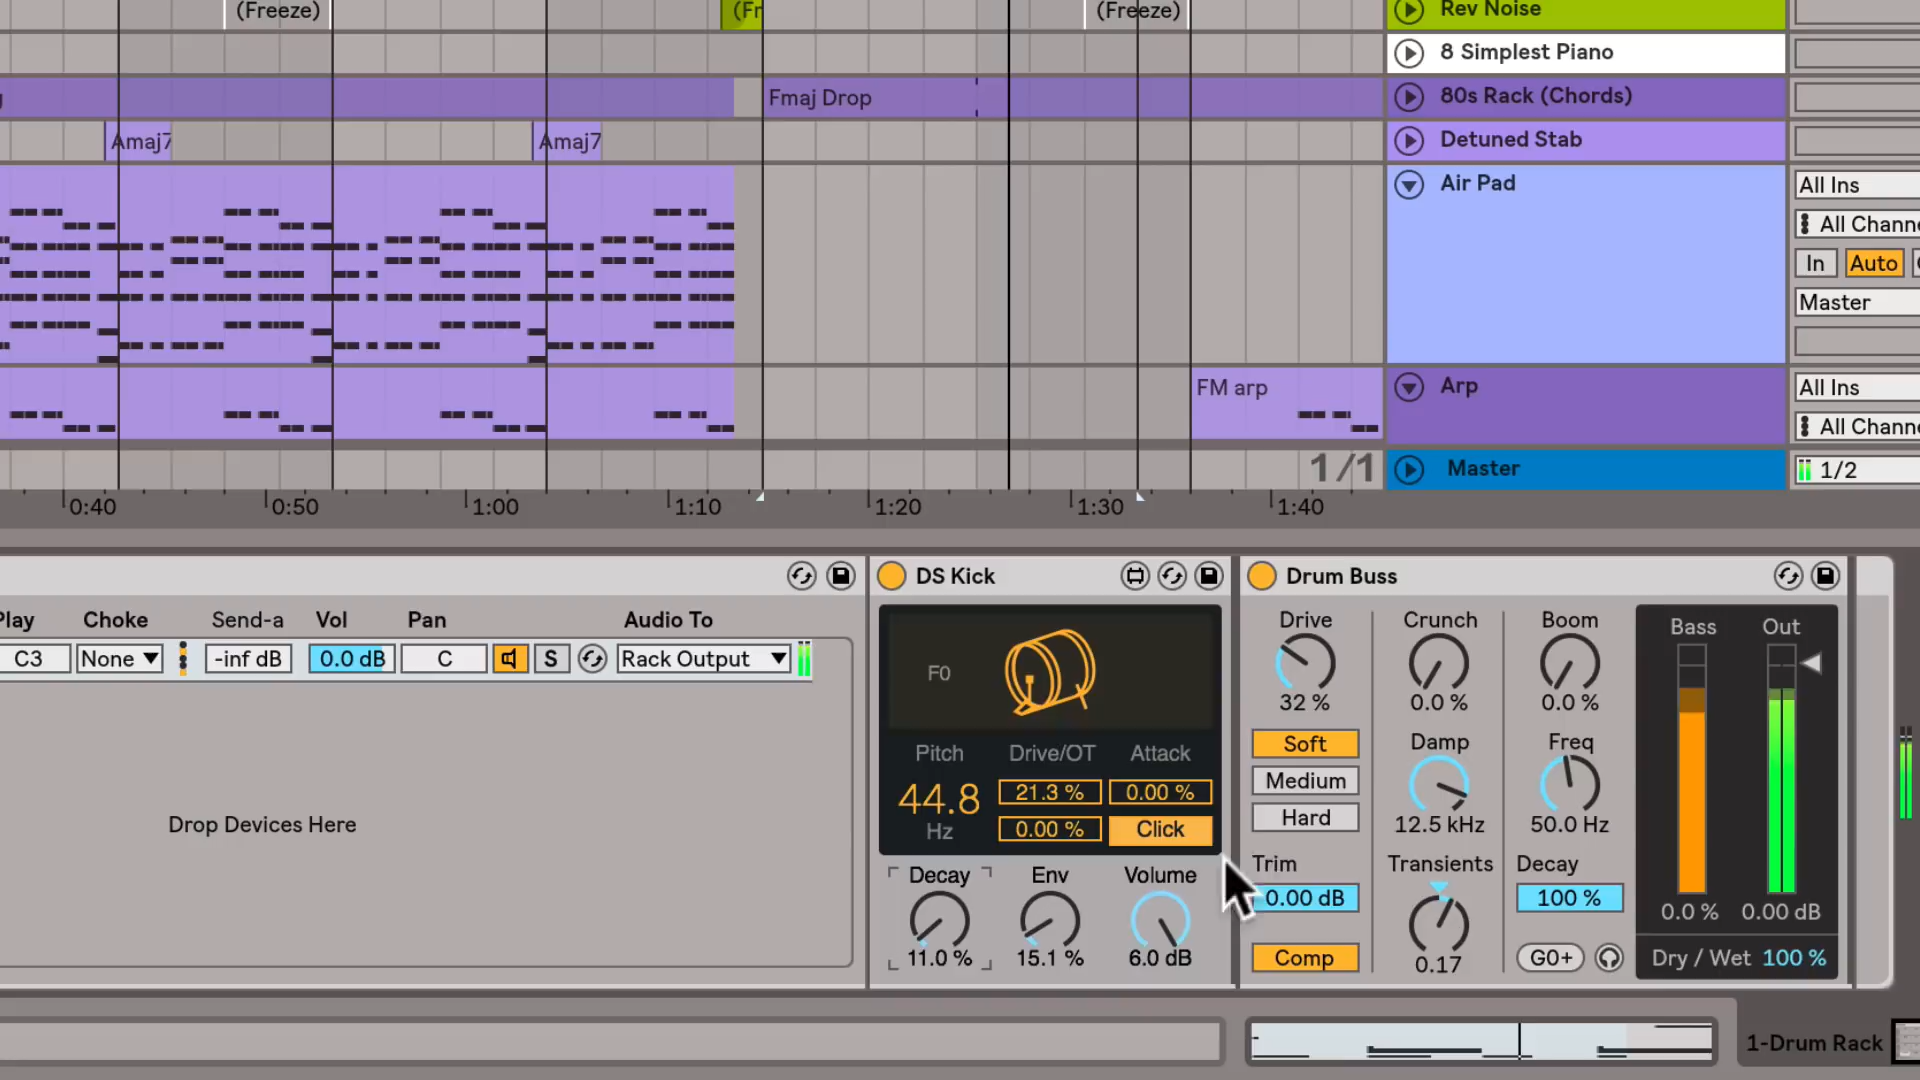 (Freeze)
(Fr
(Freeze)
Rev Noise
8 Simplest Piano
Fmaj Drop
80s Rack (Chords)
Amaj7
Amaj7
Detuned Stab
Air Pad
All Ins
All Channe
In
Auto
Master
FM arp
Arp
All Ins
All Channe
1/1
Master
1/2
0:40
0:50
1:00
1:10
1:20
1:30
1:40
DS Kick
Drum Buss
Play
Choke
Send-a
Vol
Pan
Audio To
C3
None
-inf dB
0.0 dB
C
S
Rack Output
Drop Devices Here
F0
Pitch
Drive/OT
Attack
44.8
Hz
21.3 %
0.00 %
0.00 %
Click
Decay
Env
Volume
11.0 %
15.1 %
6.0 dB
Drive
32 %
Soft
Medium
Hard
Trim
0.00 dB
Comp
Crunch
0.0 %
Damp
12.5 kHz
Transients
0.17
Boom
0.0 %
Freq
50.0 Hz
Decay
100 %
GO+
Bass
Out
0.0 %
0.00 dB
Dry / Wet 100 %
1-Drum Rack